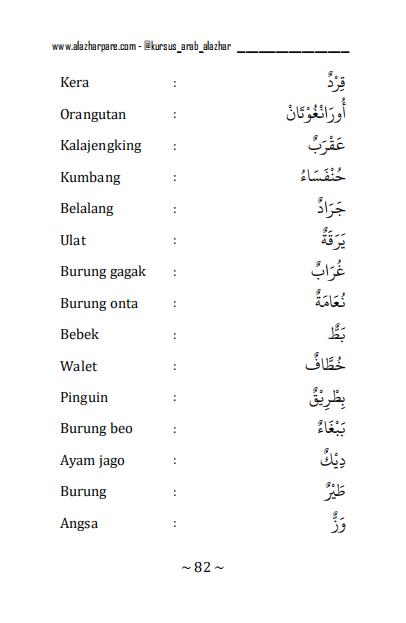 www.alazharpare.com - @kursus_arab_alazhar ________________
Kera : قِرْدٌ
Orangutan : أُورَانْغُوْتَانْ
Kalajengking : عَقْرَبٌ
Kumbang : خُنْفَسَاءُ
Belalang : جَرَادٌ
Ulat : يَرَقَةٌ
Burung gagak : غُرَابٌ
Burung onta : نُعَامَةٌ
Bebek : بَطٌّ
Walet : خُطَّافٌ
Pinguin : بِطْرِيْقٌ
Burung beo : بَبْغَاءٌ
Ayam jago : دِيْكٌ
Burung : طَيْرٌ
Angsa : وَزٌّ
~ 82 ~